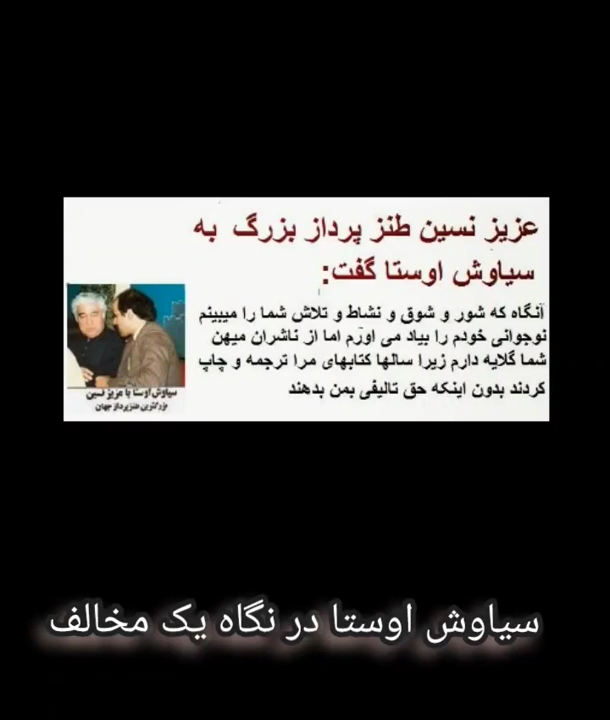 عزیز نسین طنز پرداز بزرگ به
سیاوش اوستا گفت:
آنگاه که شور و شوق و نشاط و تلاش شما را میبینم
نوجوانی خودم را بیاد می اورم اما از ناشران میهن
شما گلایه دارم زیرا سالها کتابهای مرا ترجمه و چاپ
کردند بدون اینکه حق تالیفی بمن بدهند
سیاوش اوستا با عزیز نسین
بزرگترین طنزپرداز جهان
سیاوش اوستا در نگاه یک مخالف